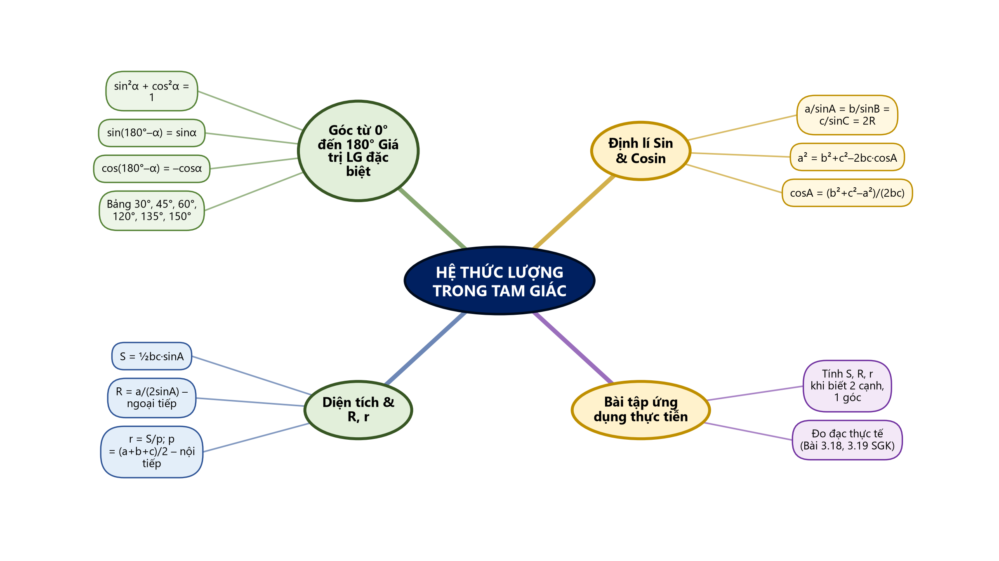 sin²α + cos²α =
1
sin(180°–α) = sinα
cos(180°–α) = –cosα
Bảng 30°, 45°, 60°,
120°, 135°, 150°
Góc từ 0°
đến 180° Giá
trị LG đặc
biệt
Định lí Sin
& Cosin
a/sinA = b/sinB =
c/sinC = 2R
a² = b²+c²–2bc·cosA
cosA = (b²+c²–a²)/(2bc)
HỆ THỨC LƯỢNG
TRONG TAM GIÁC
S = ½bc·sinA
R = a/(2sinA) –
ngoại tiếp
r = S/p; p
= (a+b+c)/2 – nội
tiếp
Diện tích &
R, r
Bài tập ứng
dụng thực tiễn
Tính S, R, r
khi biết 2 cạnh,
1 góc
Đo đạc thực tế
(Bài 3.18, 3.19 SGK)